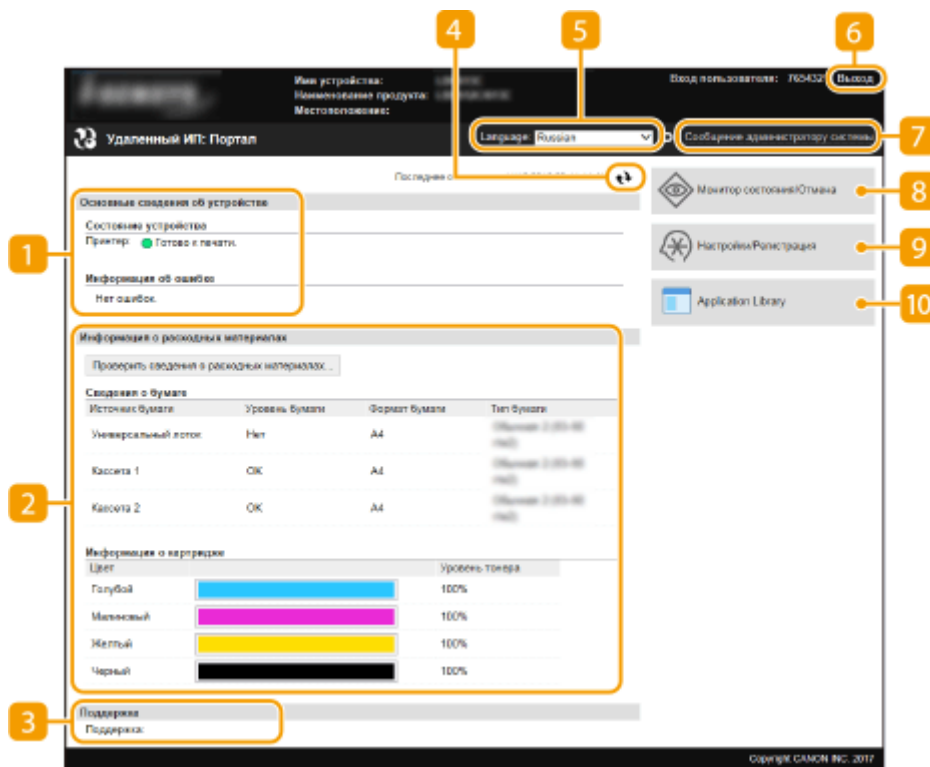 4
5
6
Имя устройства:
Вход пользователя: 765432 Выход
Наименование продукта:
Местоположение:
Удаленный ИП: Портал
Language: Russian
Сообщение администратору системы
7
Основные сведения об устройстве
Монитор состояния/Отмена
8
Состояние устройства
1
Принтер: Готово к печати.
Настройки/Регистрация
9
Информация об ошибке
Нет ошибок.
Application Library
10
Информация о расходных материалах
Проверить сведения о расходных материалах...
Сведения о бумаге
Источник бумаги Уровень бумаги Формат бумаги Тип бумаги
Универсальный лоток Нет A4
Кассета 1 OK A4
2
Кассета 2 OK A4
Информация о картридже
Цвет Уровень тонера
Голубой 100%
Малиновый 100%
Желтый 100%
Черный 100%
3
Поддержка
Поддержка:
Copyright CANON INC. 2017